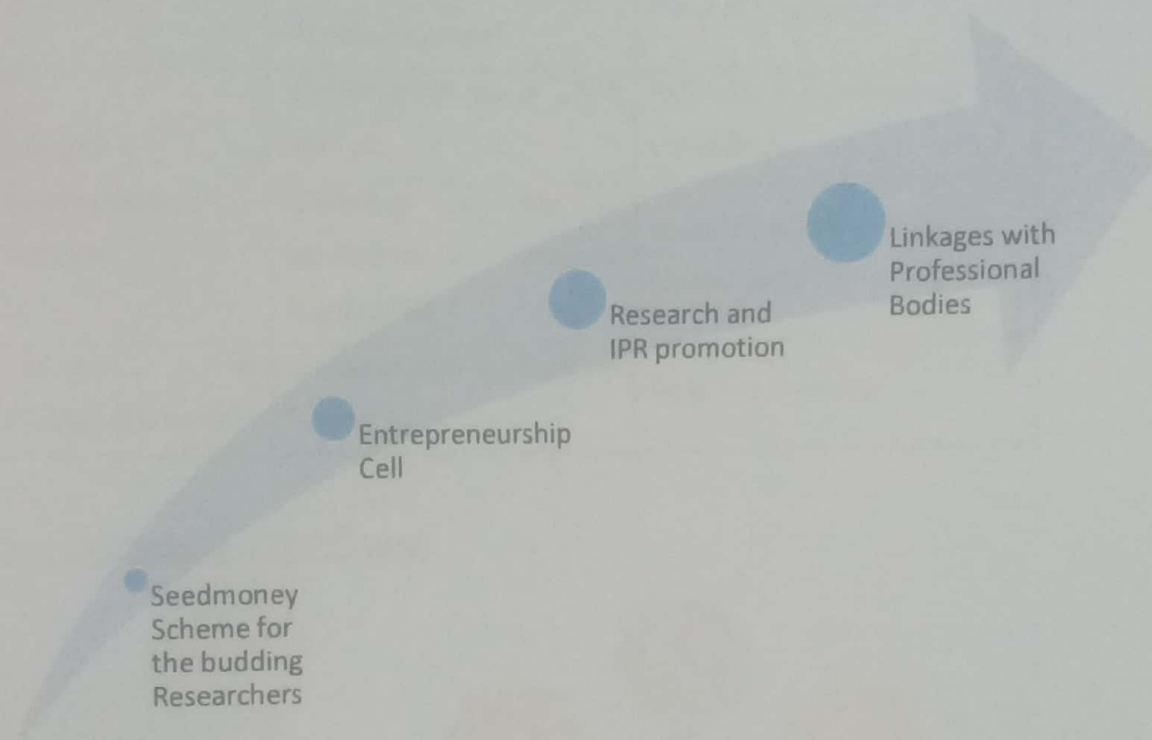 Linkages with
Professional
Bodies
Research and
IPR promotion
Entrepreneurship
Cell
Seedmoney
Scheme for
the budding
Researchers